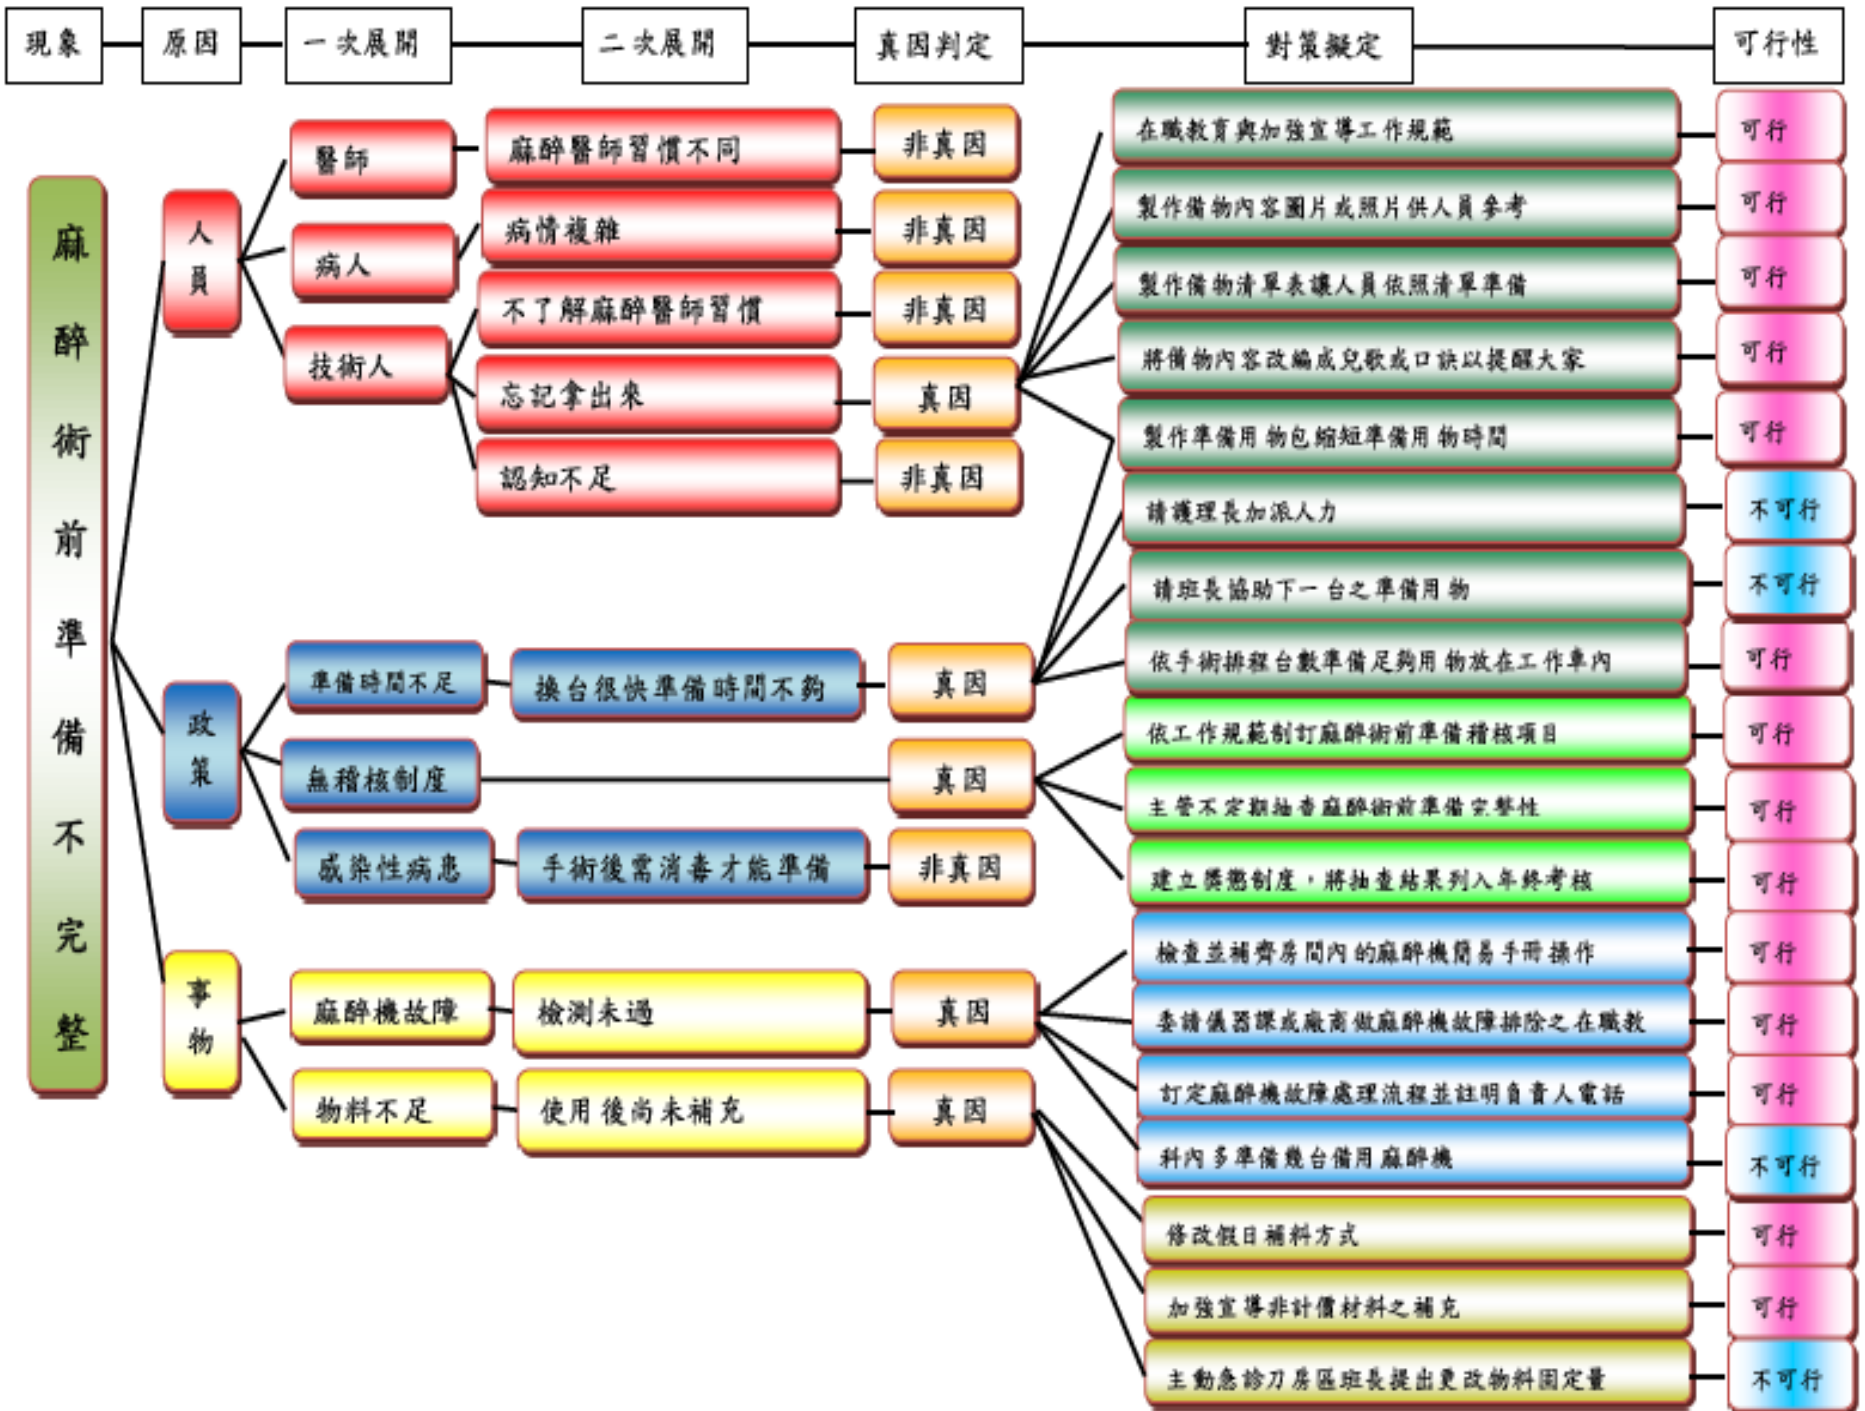 現象
原因
一次展開
二次展開
真因判定
對策擬定
可行性
麻醉術前準備不完整
人員
醫師
麻醉醫師習慣不同
非真因
病人
病情複雜
非真因
技術人
不了解麻醉醫師習慣
非真因
忘記拿出來
真因
認知不足
非真因
在職教育與加強宣導工作規範
可行
製作備物內容圖片或照片供人員參考
可行
製作備物清單表讓人員依照清單準備
可行
將備物內容改編成兒歌或口訣以提醒大家
可行
製作準備用物包縮短準備用物時間
可行
請護理長加派人力
不可行
請班長協助下一台之準備用物
不可行
依手術排程台數準備足夠用物放在工作車內
可行
政策
準備時間不足
換台很快準備時間不夠
真因
無稽核制度
真因
感染性病患
手術後需消毒才能準備
非真因
依工作規範制訂麻醉術前準備稽核項目
可行
主管不定期抽查麻醉術前準備完整性
可行
建立獎懲制度，將抽查結果列入年終考核
可行
事物
麻醉機故障
檢測未過
真因
物料不足
使用後尚未補充
真因
檢查並補齊房間內的麻醉機簡易手冊操作
可行
委請儀器課或廠商做麻醉機故障排除之在職教
可行
訂定麻醉機故障處理流程並註明負責人電話
可行
科內多準備幾台備用麻醉機
不可行
修改假日補料方式
可行
加強宣導非計價材料之補充
可行
主動急診刀房區班長提出更改物料固定量
不可行